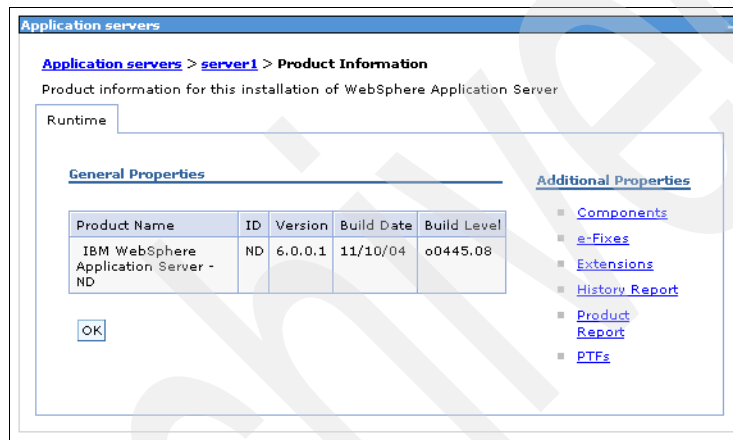 Application servers
Application servers > server1 > Product Information
Product information for this installation of WebSphere Application Server
Runtime
General Properties
Product Name ID Version Build Date Build Level
IBM WebSphere
Application Server -
ND
ND 6.0.0.1 11/10/04 o0445.08
OK
Additional Properties
Components
e-Fixes
Extensions
History Report
Product
Report
PTFs